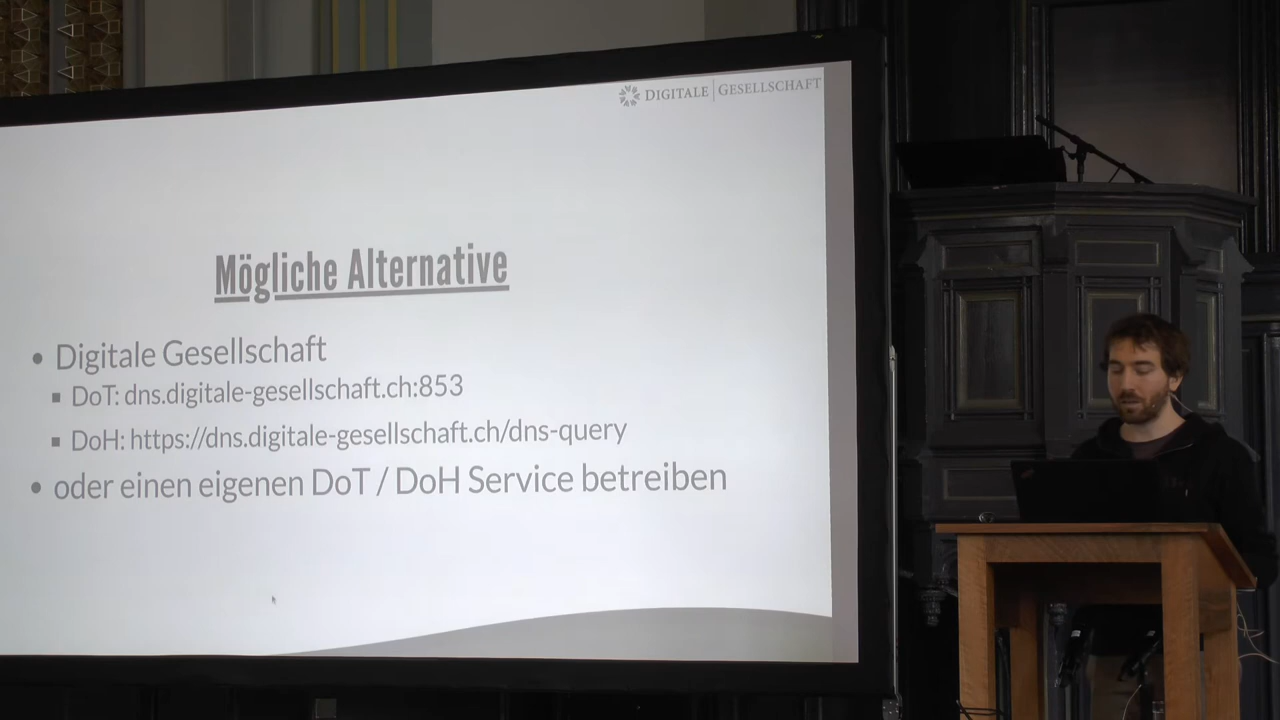 DIGITALE | GESELLSCHAFT
Mögliche Alternative
• Digitale Gesellschaft
▪ DoT: dns.digitale-gesellschaft.ch:853
▪ DoH: https://dns.digitale-gesellschaft.ch/dns-query
• oder einen eigenen DoT / DoH Service betreiben